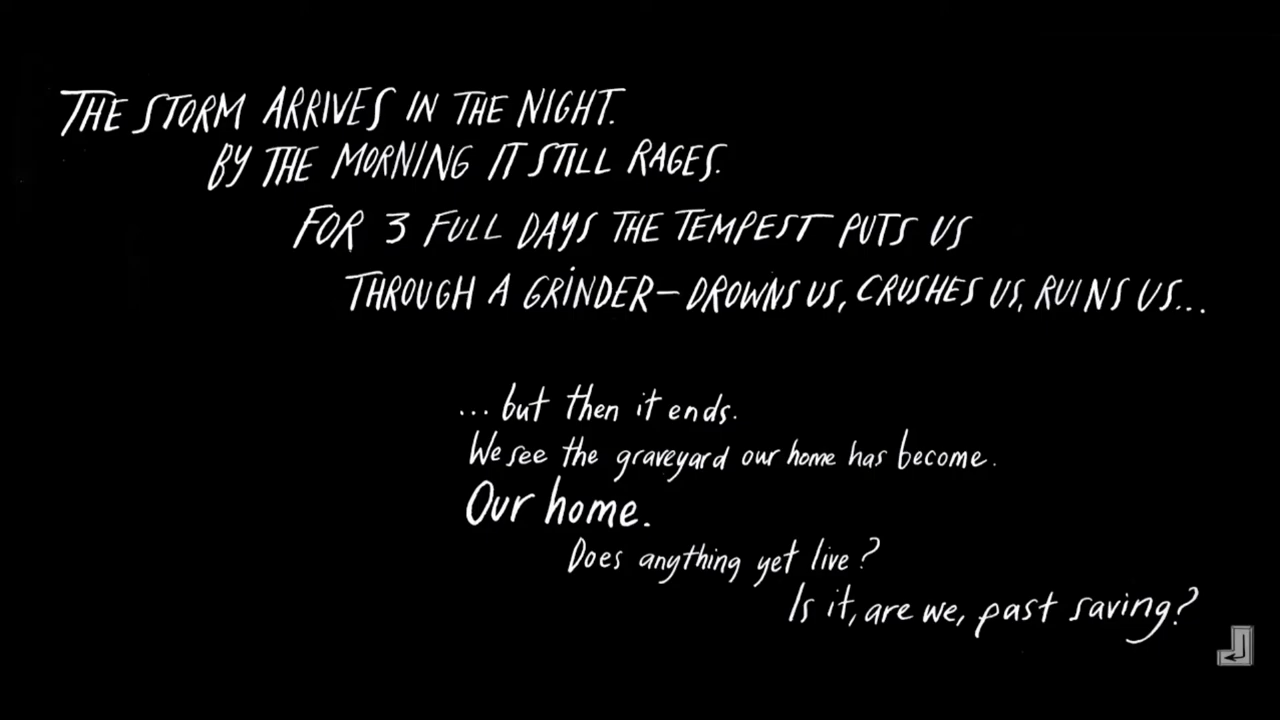 THE STORM ARRIVES IN THE NIGHT.
BY THE MORNING IT STILL RAGES.
FOR 3 FULL DAYS THE TEMPEST PUTS US
THROUGH A GRINDER – DROWNS US, CRUSHES US, RUINS US...
... but then it ends.
We see the graveyard our home has become.
Our home.
Does anything yet live?
Is it, are we, past saving?